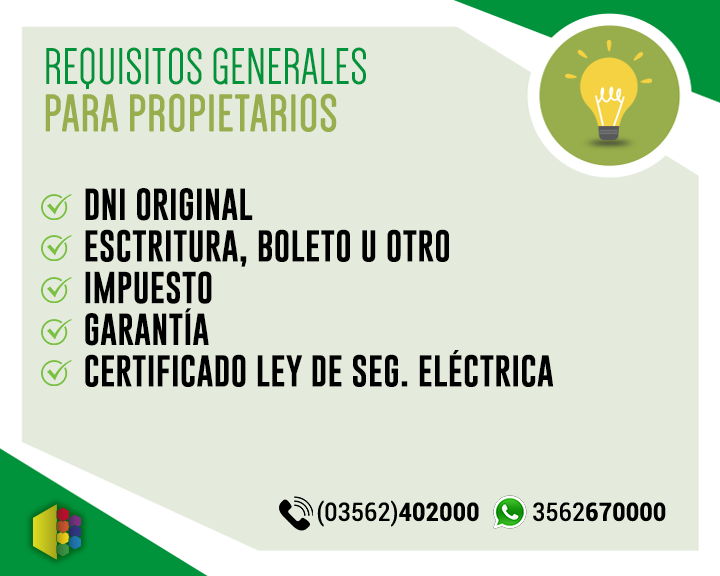 REQUISITOS GENERALES
PARA PROPIETARIOS
DNI ORIGINAL
ESCTRITURA, BOLETO U OTRO
IMPUESTO
GARANTÍA
CERTIFICADO LEY DE SEG. ELÉCTRICA
(03562)402000 3562670000